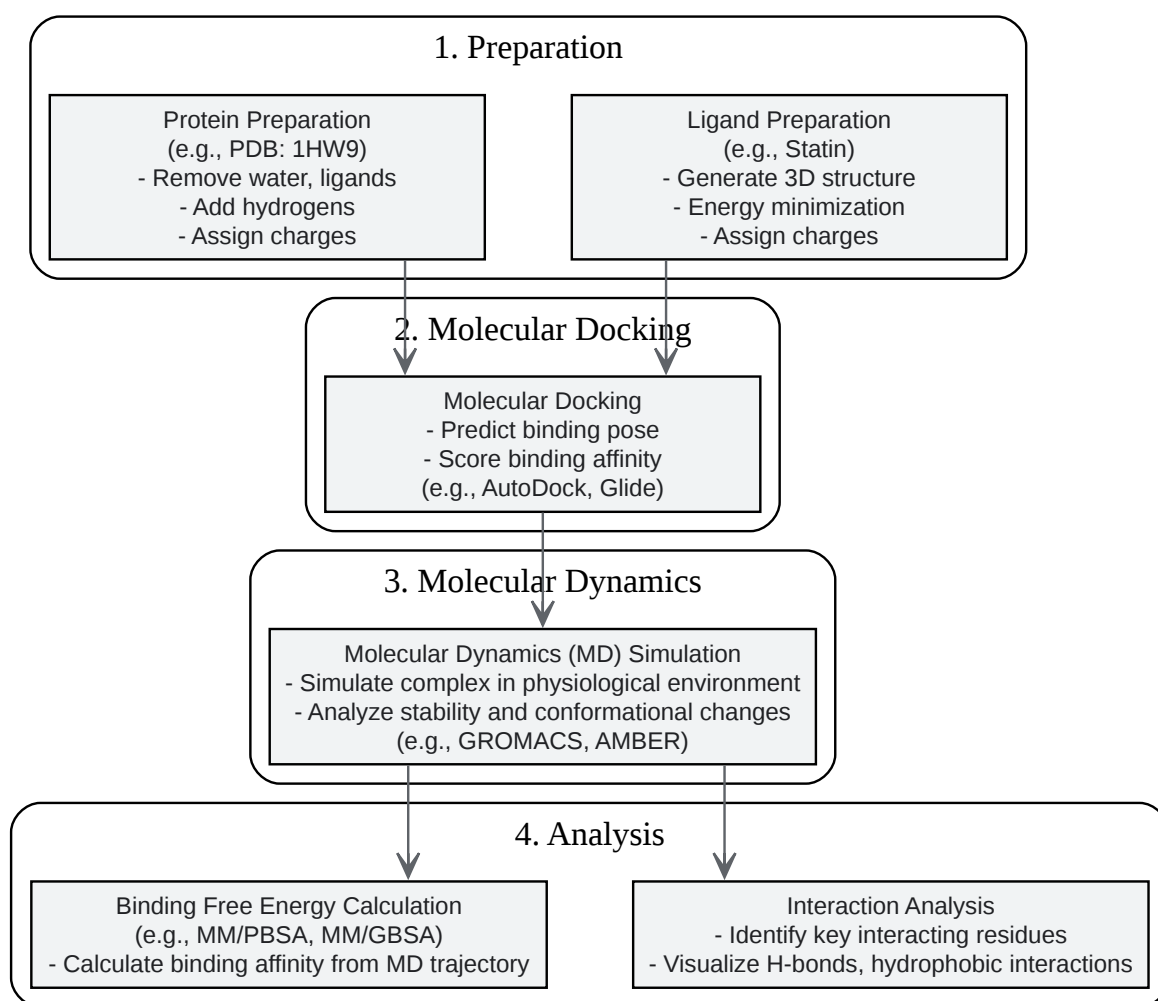 1. Preparation
Protein Preparation
(e.g., PDB: 1HW9)
- Remove water, ligands
- Add hydrogens
- Assign charges
Ligand Preparation
(e.g., Statin)
- Generate 3D structure
- Energy minimization
- Assign charges
2. Molecular Docking
Molecular Docking
- Predict binding pose
- Score binding affinity
(e.g., AutoDock, Glide)
3. Molecular Dynamics
Molecular Dynamics (MD) Simulation
- Simulate complex in physiological environment
- Analyze stability and conformational changes
(e.g., GROMACS, AMBER)
4. Analysis
Binding Free Energy Calculation
(e.g., MM/PBSA, MM/GBSA)
- Calculate binding affinity from MD trajectory
Interaction Analysis
- Identify key interacting residues
- Visualize H-bonds, hydrophobic interactions